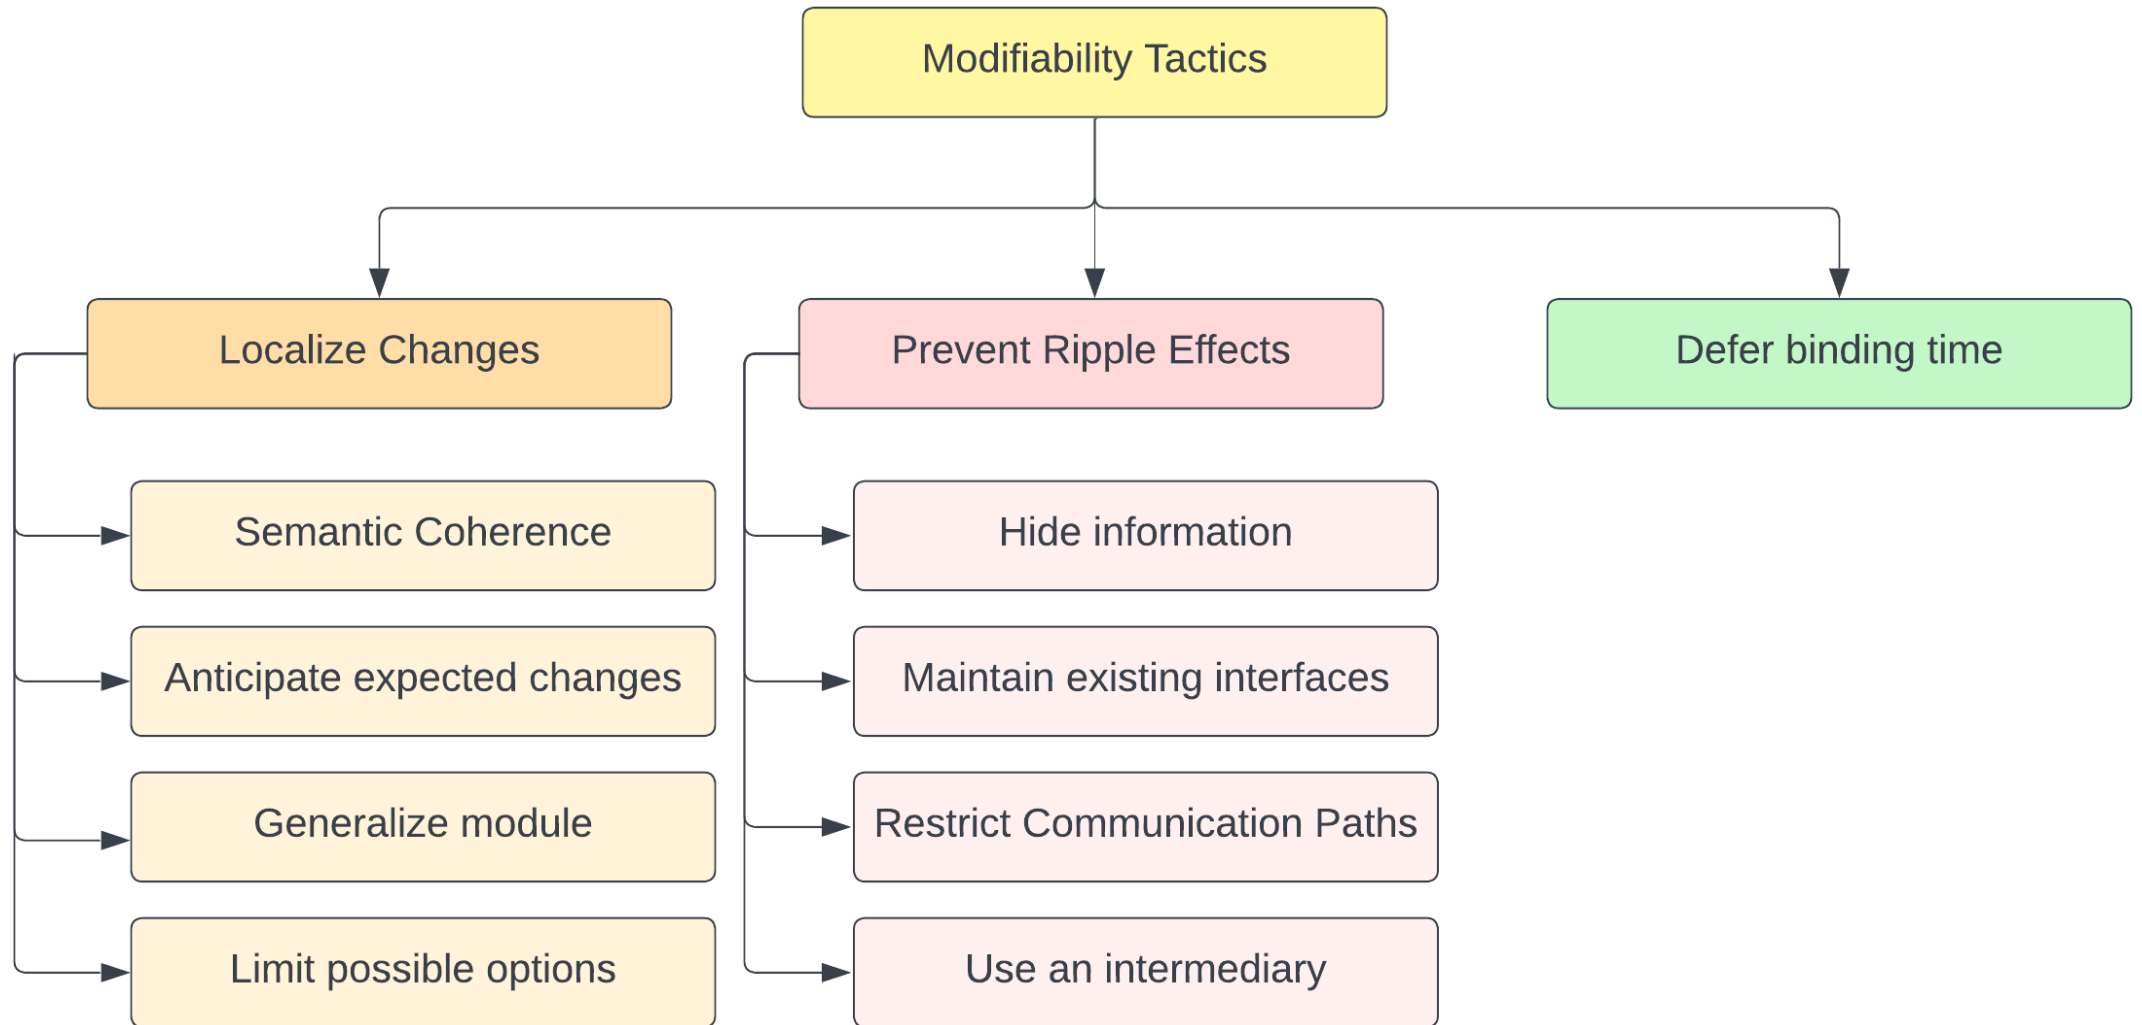 Modifiability Tactics
Localize Changes
Prevent Ripple Effects
Defer binding time
Semantic Coherence
Anticipate expected changes
Generalize module
Limit possible options
Hide information
Maintain existing interfaces
Restrict Communication Paths
Use an intermediary